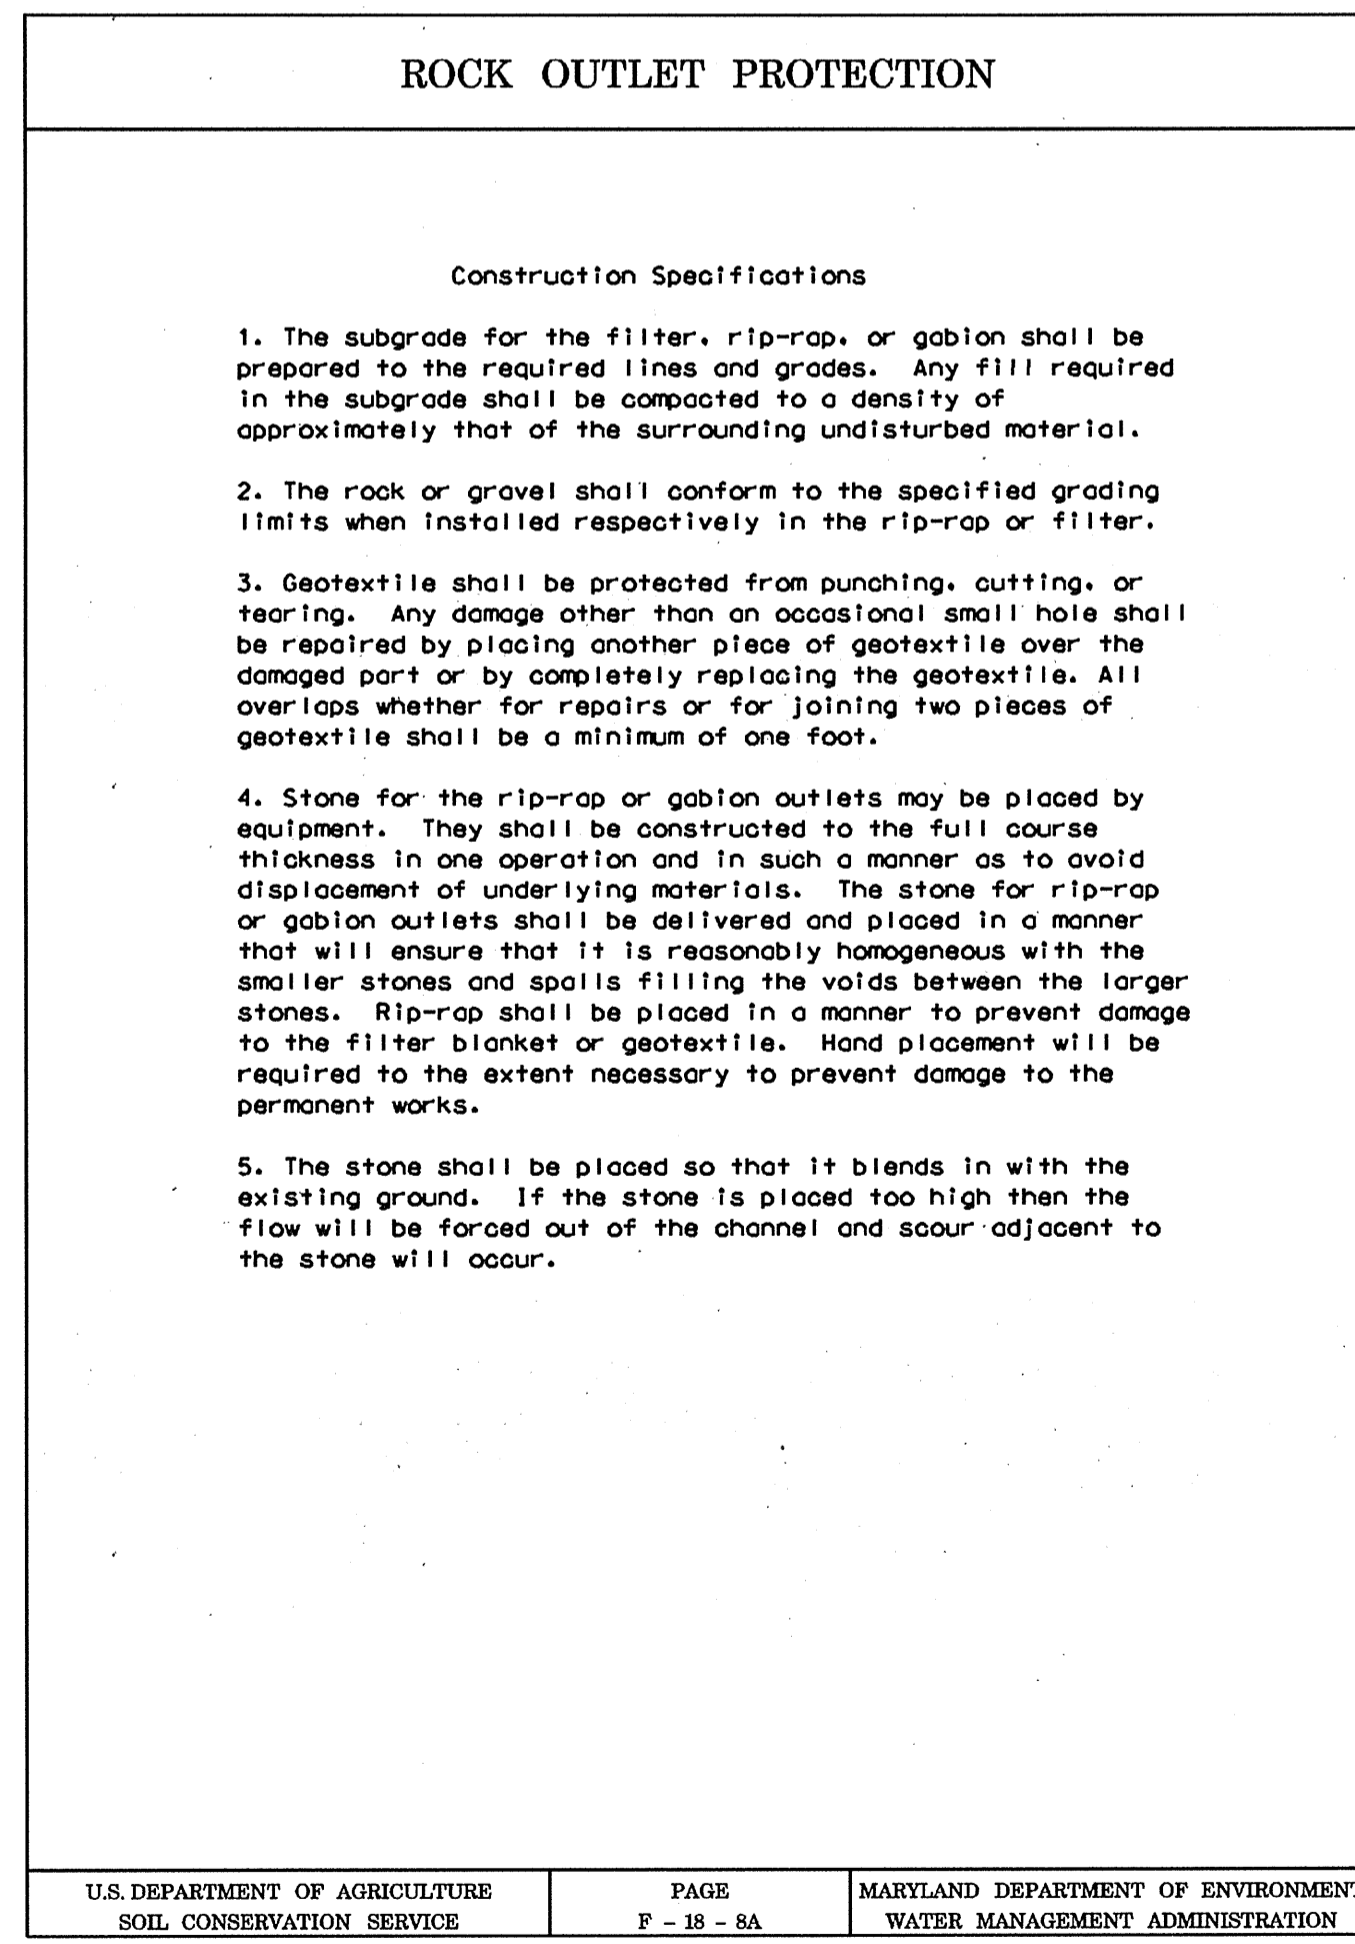 ROCK OUTLET PROTECTION
Construction Specifications
1. The subgrade for the filter, rip-rap, or gabion shall be
prepared to the required lines and grades. Any fill required
in the subgrade shall be compacted to a density of
approximately that of the surrounding undisturbed material.
2. The rock or gravel shall conform to the specified grading
limits when installed respectively in the rip-rap or filter.
3. Geotextile shall be protected from punching, cutting, or
tearing. Any damage other than an occasional small hole shall
be repaired by placing another piece of geotextile over the
damaged part or by completely replacing the geotextile. All
overlaps whether for repairs or for joining two pieces of
geotextile shall be a minimum of one foot.
4. Stone for the rip-rap or gabion outlets may be placed by
equipment. They shall be constructed to the full course
thickness in one operation and in such a manner as to avoid
displacement of underlying materials. The stone for rip-rap
or gabion outlets shall be delivered and placed in a manner
that will ensure that it is reasonably homogeneous with the
smaller stones and spalls filling the voids between the larger
stones. Rip-rap shall be placed in a manner to prevent damage
to the filter blanket or geotextile. Hand placement will be
required to the extent necessary to prevent damage to the
permanent works.
5. The stone shall be placed so that it blends in with the
existing ground. If the stone is placed too high then the
flow will be forced out of the channel and scour adjacent to
the stone will occur.
U.S. DEPARTMENT OF AGRICULTURE
SOIL CONSERVATION SERVICE
PAGE
F - 18 - 8A
MARYLAND DEPARTMENT OF ENVIRONMENT
WATER MANAGEMENT ADMINISTRATION